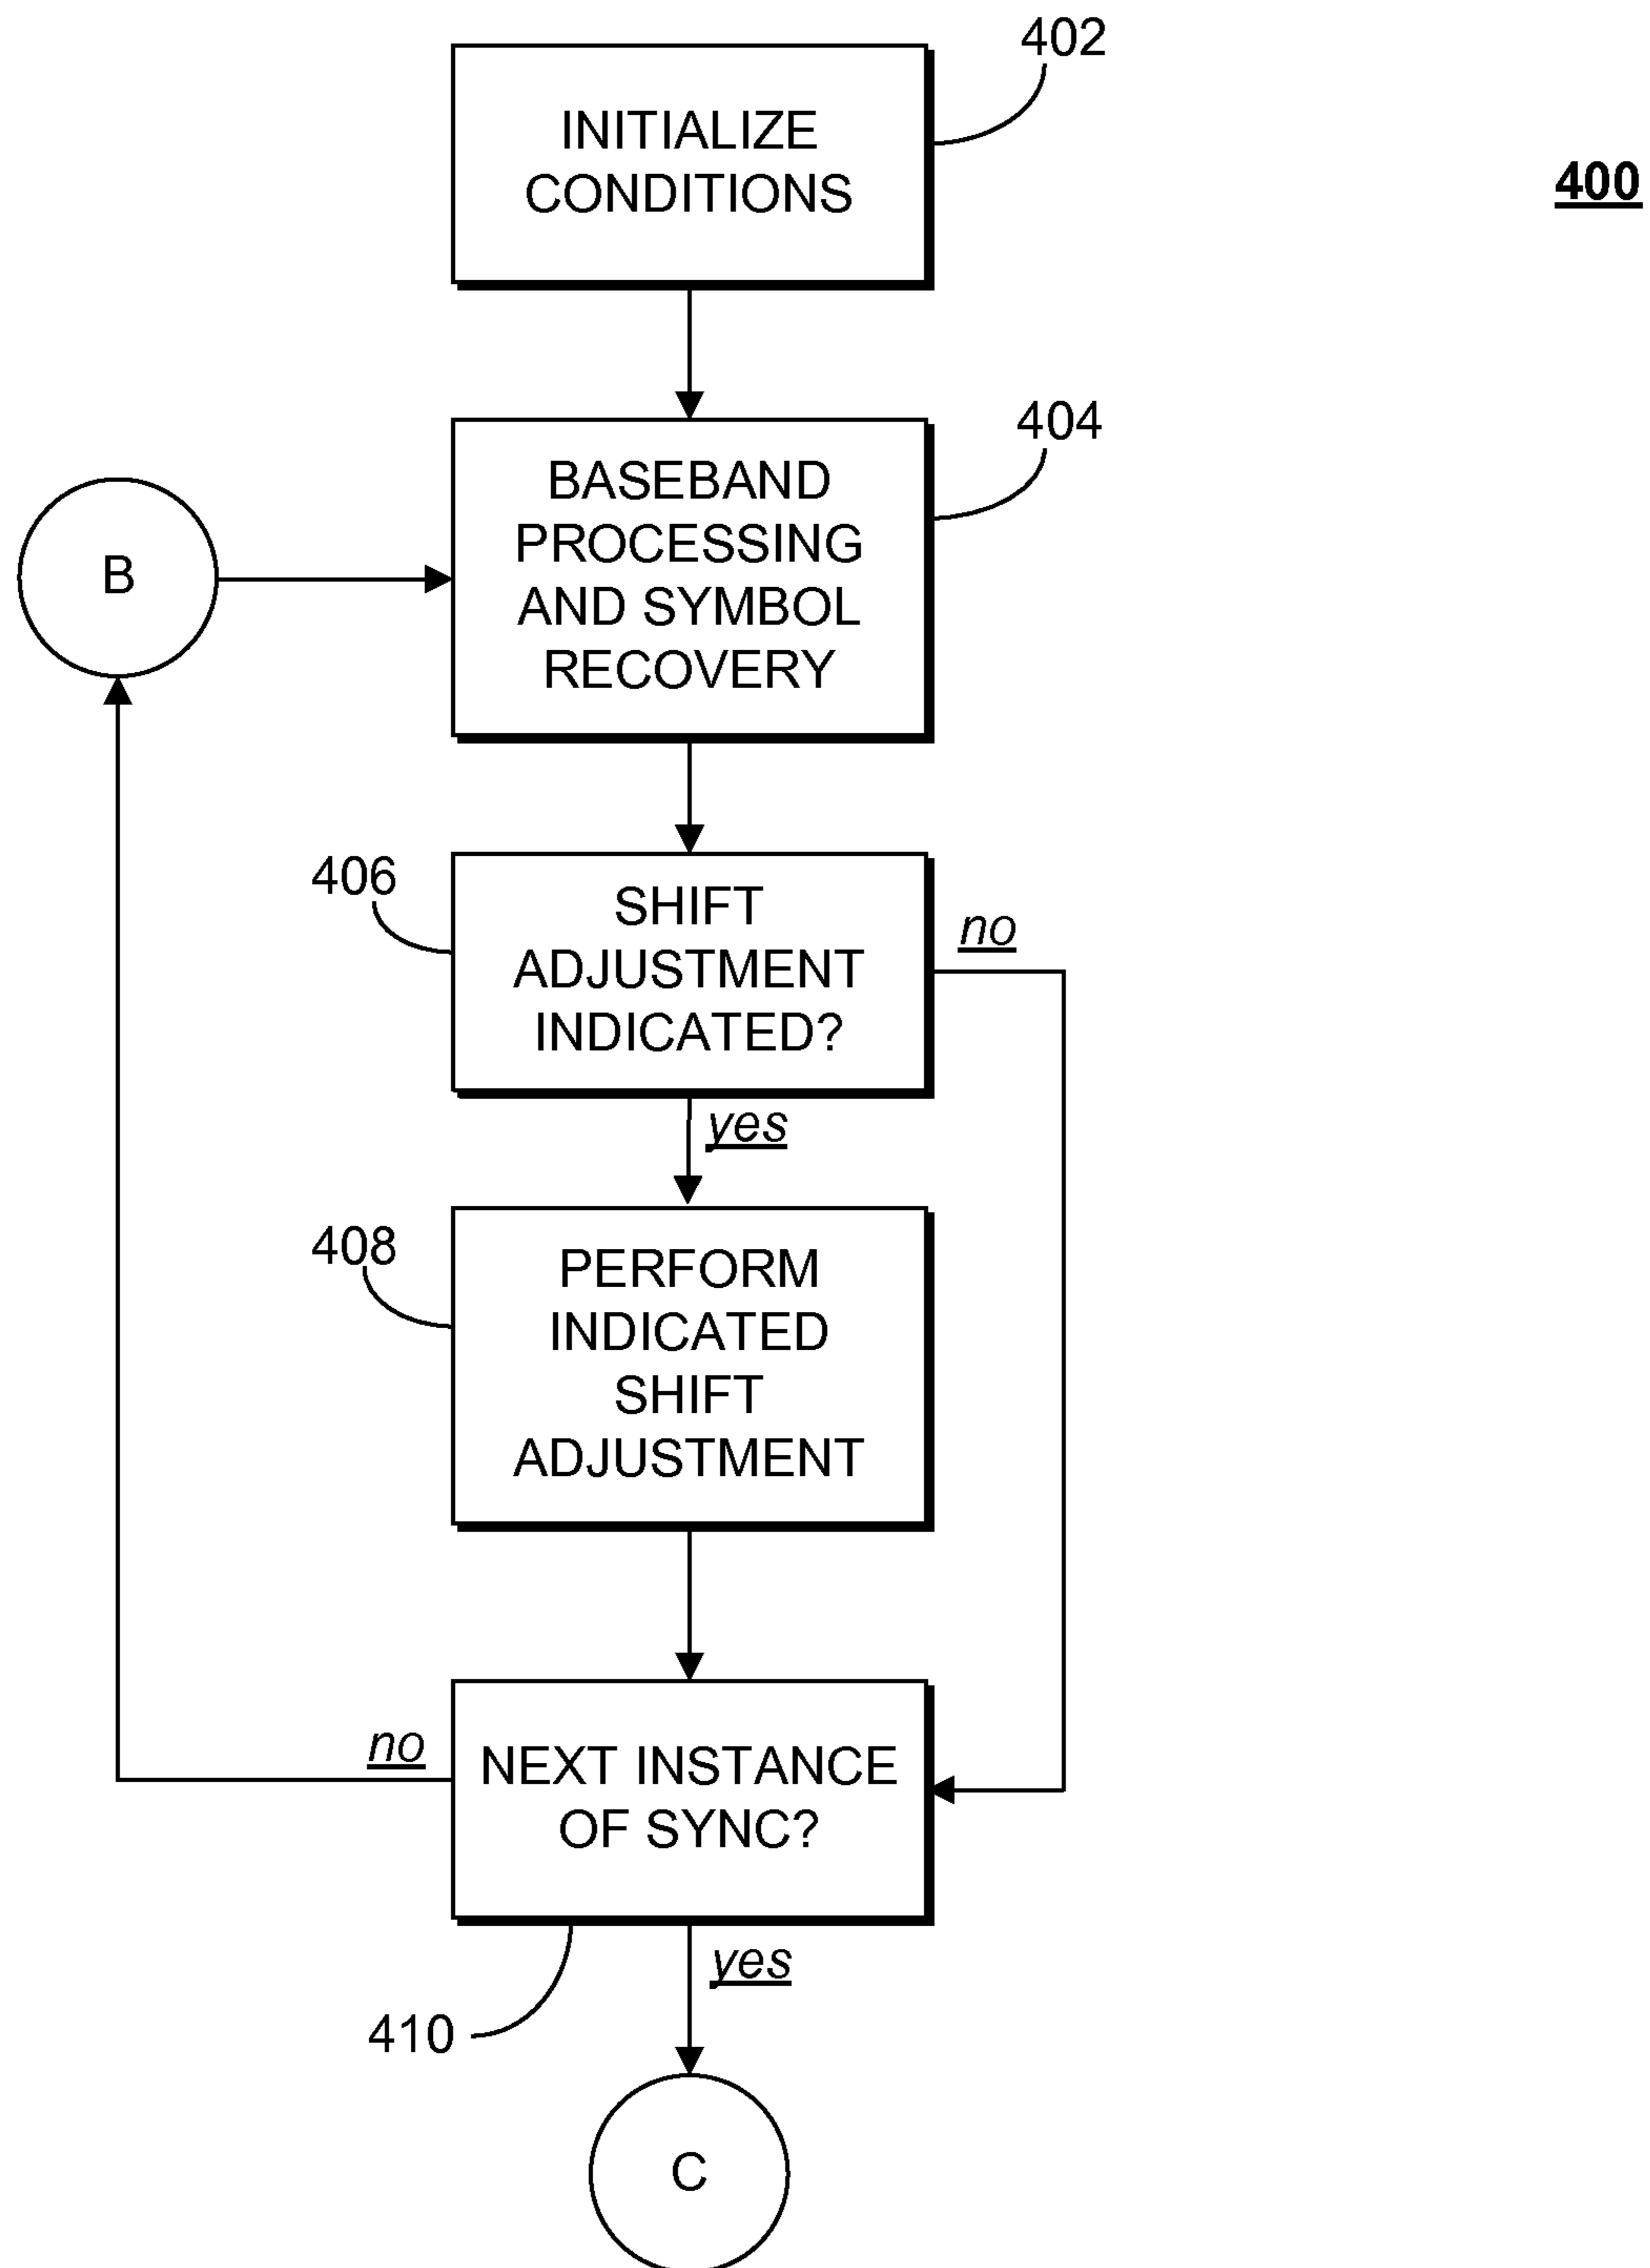 402
INITIALIZE
CONDITIONS
400
404
BASEBAND
PROCESSING
AND SYMBOL
RECOVERY
B
406
SHIFT
ADJUSTMENT
INDICATED?
no
yes
408
PERFORM
INDICATED
SHIFT
ADJUSTMENT
no
NEXT INSTANCE
OF SYNC?
yes
410
C